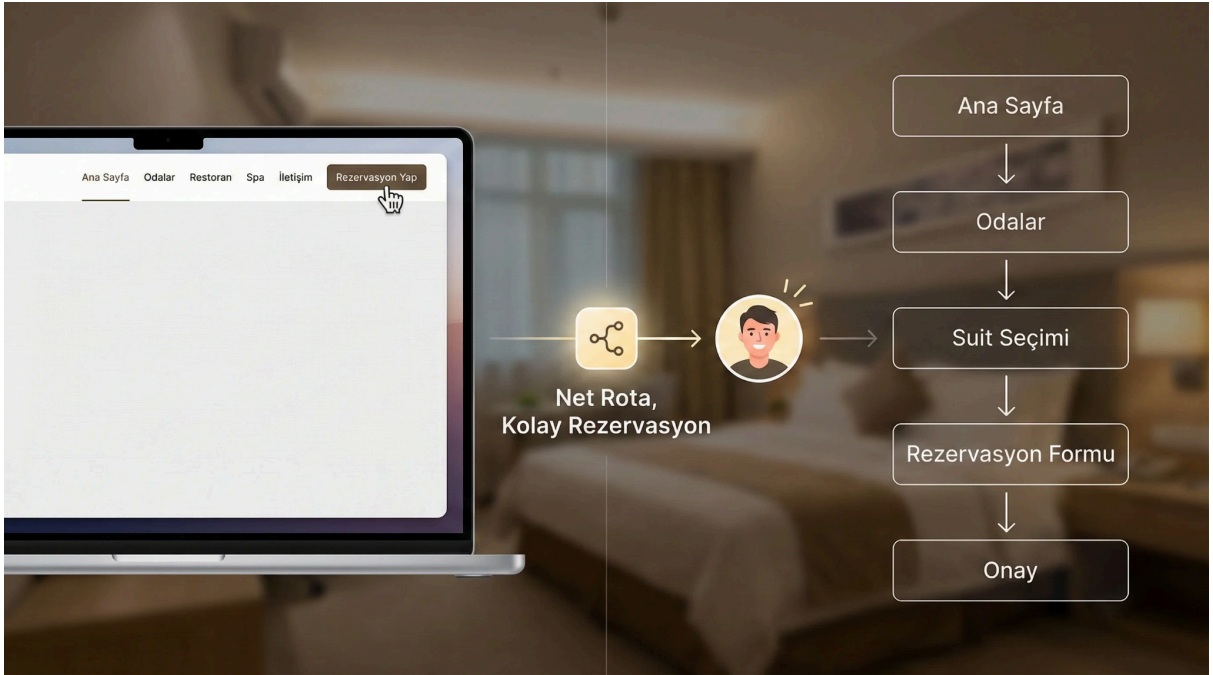 Ana Sayfa Odalar Restoran Spa İletişim Rezervasyon Yap
Net Rota,
Kolay Rezervasyon
Ana Sayfa
Odalar
Suit Seçimi
Rezervasyon Formu
Onay